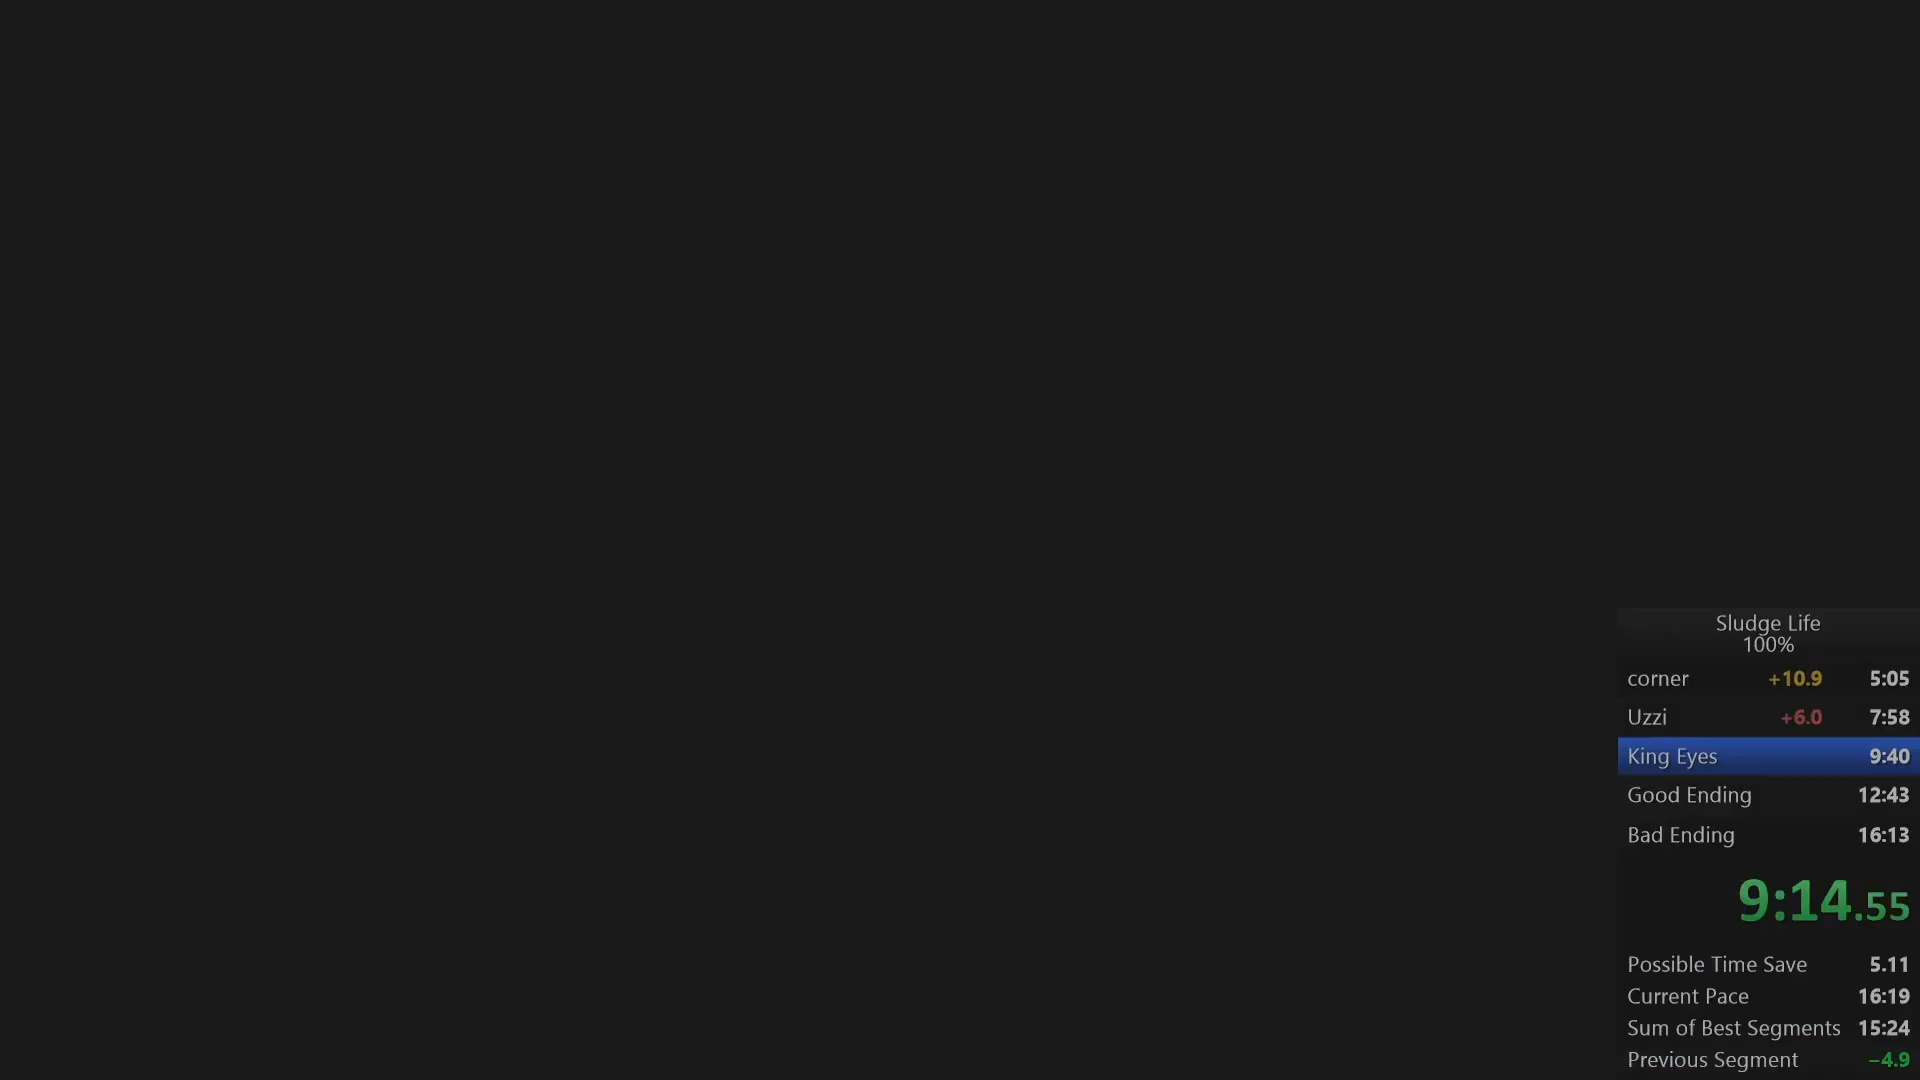 Sludge Life
100%
corner +10.9 5:05
Uzzi +6.0 7:58
King Eyes 9:40
Good Ending 12:43
Bad Ending 16:13
9:14.55
Possible Time Save 5.11
Current Pace 16:19
Sum of Best Segments 15:24
Previous Segment −4.9